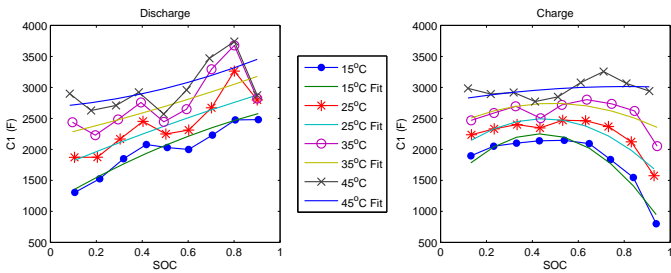 Discharge
4000
3500
3000
2500
2000
1500
1000
500
0
0.2
0.4
0.6
0.8
1
C1 (F)
SOC
15°C
15°C Fit
25°C
25°C Fit
35°C
35°C Fit
45°C
45°C Fit
Charge
4000
3500
3000
2500
2000
1500
1000
500
0
0.2
0.4
0.6
0.8
1
C1 (F)
SOC